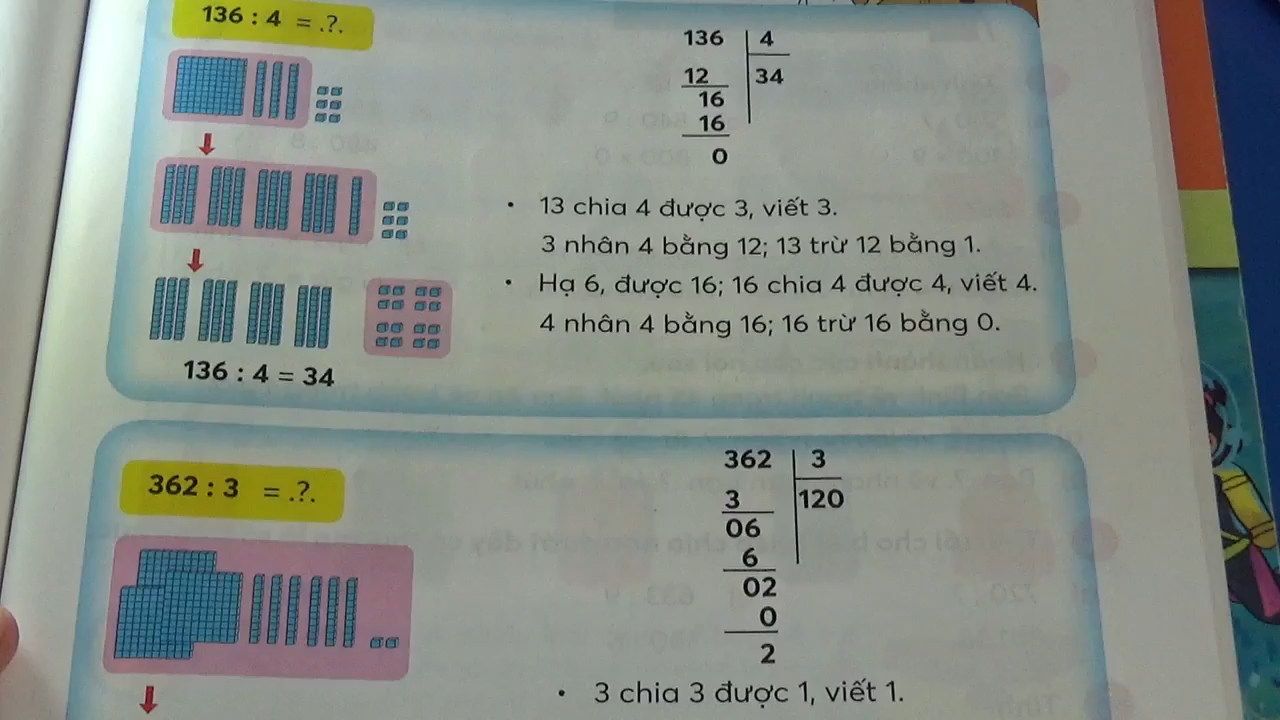 136 : 4 = .?.
136 4
12 34
16
16
0
• 13 chia 4 được 3, viết 3.
3 nhân 4 bằng 12; 13 trừ 12 bằng 1.
• Hạ 6, được 16; 16 chia 4 được 4, viết 4.
4 nhân 4 bằng 16; 16 trừ 16 bằng 0.
136 : 4 = 34
362 : 3 = .?.
362 3
3 120
06
6
02
0
2
• 3 chia 3 được 1, viết 1.